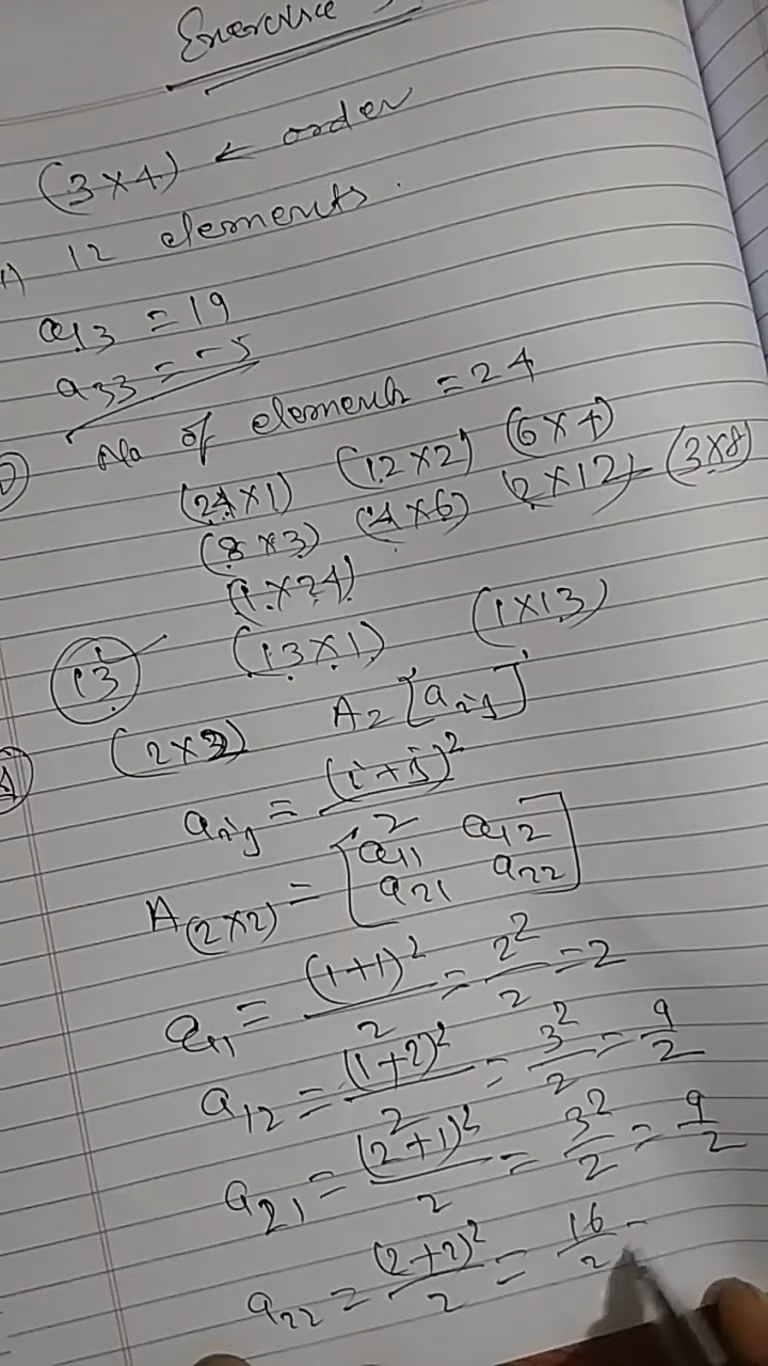 Exercise
(3×4) ← order
A) 12 elements.
a13 = 19
a33 = -5
No of elements = 24
(24×1) (12×2) (6×4)
(8×3) (4×6) (2×12) (3×8)
(1×24)
13 (13×1) (1×13)
(2×2) A = [aij]
aij = (i+j)²/2
A(2×2) = [a11 a12
a21 a22]
a11 = (1+1)²/2 = 2²/2 = 2
a12 = (1+2)²/2 = 3²/2 = 9/2
a21 = (2+1)²/2 = 3²/2 = 9/2
a22 = (2+2)²/2 = 16/2 =